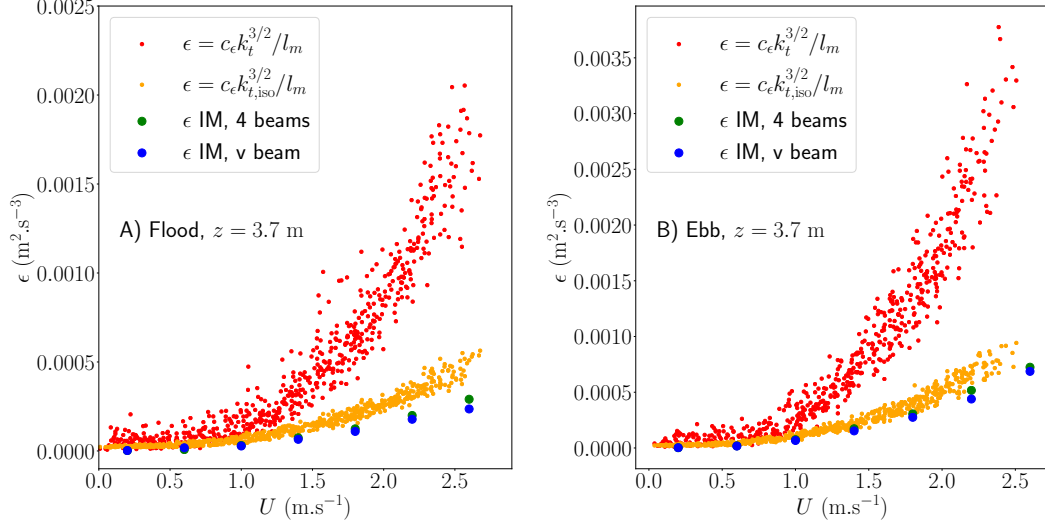 0.0025
0.0020
0.0015
0.0010
0.0005
0.0000
ϵ (m².s⁻³)
ϵ = c_ϵ k_t^{3/2}/l_m
ϵ = c_ϵ k_{t,iso}^{3/2}/l_m
ϵ IM, 4 beams
ϵ IM, v beam
A) Flood, z = 3.7 m
0.0 0.5 1.0 1.5 2.0 2.5
U (m.s⁻¹)
0.0035
0.0030
0.0025
0.0020
0.0015
0.0010
0.0005
0.0000
ϵ (m².s⁻³)
ϵ = c_ϵ k_t^{3/2}/l_m
ϵ = c_ϵ k_{t,iso}^{3/2}/l_m
ϵ IM, 4 beams
ϵ IM, v beam
B) Ebb, z = 3.7 m
0.0 0.5 1.0 1.5 2.0 2.5
U (m.s⁻¹)